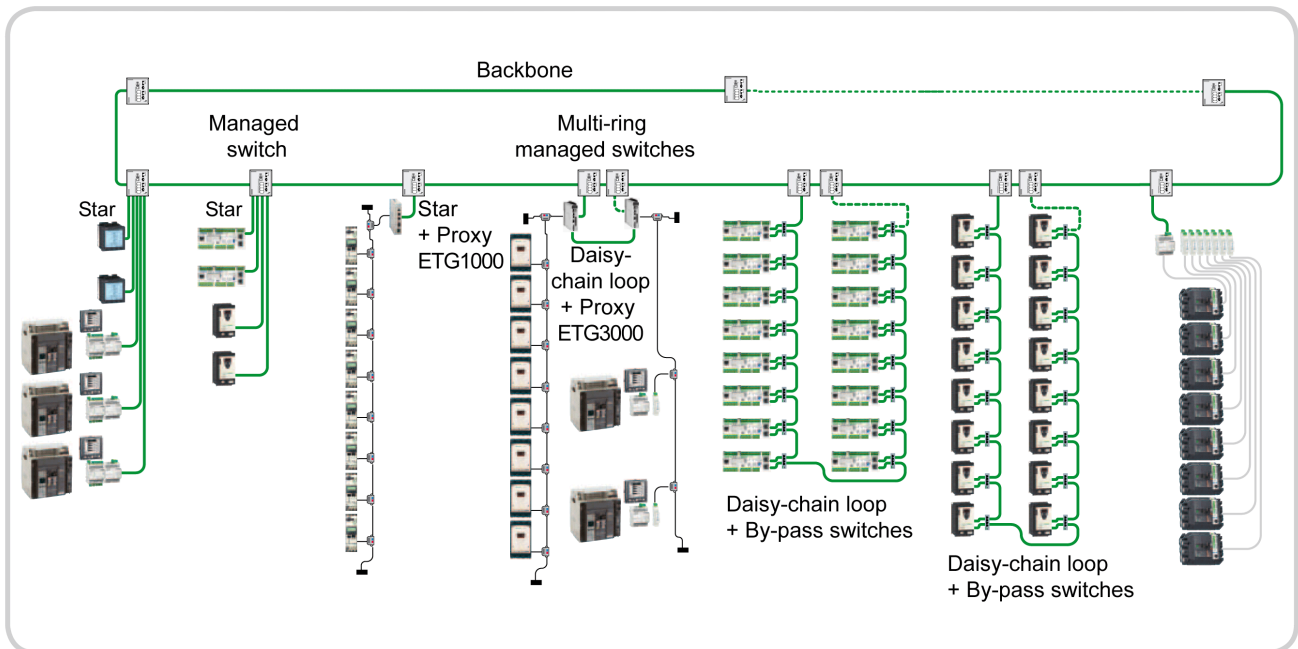 Backbone
Managed
switch
Multi-ring
managed switches
Star
Star
Star
+ Proxy
ETG1000
Daisy-
chain loop
+ Proxy
ETG3000
Daisy-chain loop
+ By-pass switches
Daisy-chain loop
+ By-pass switches